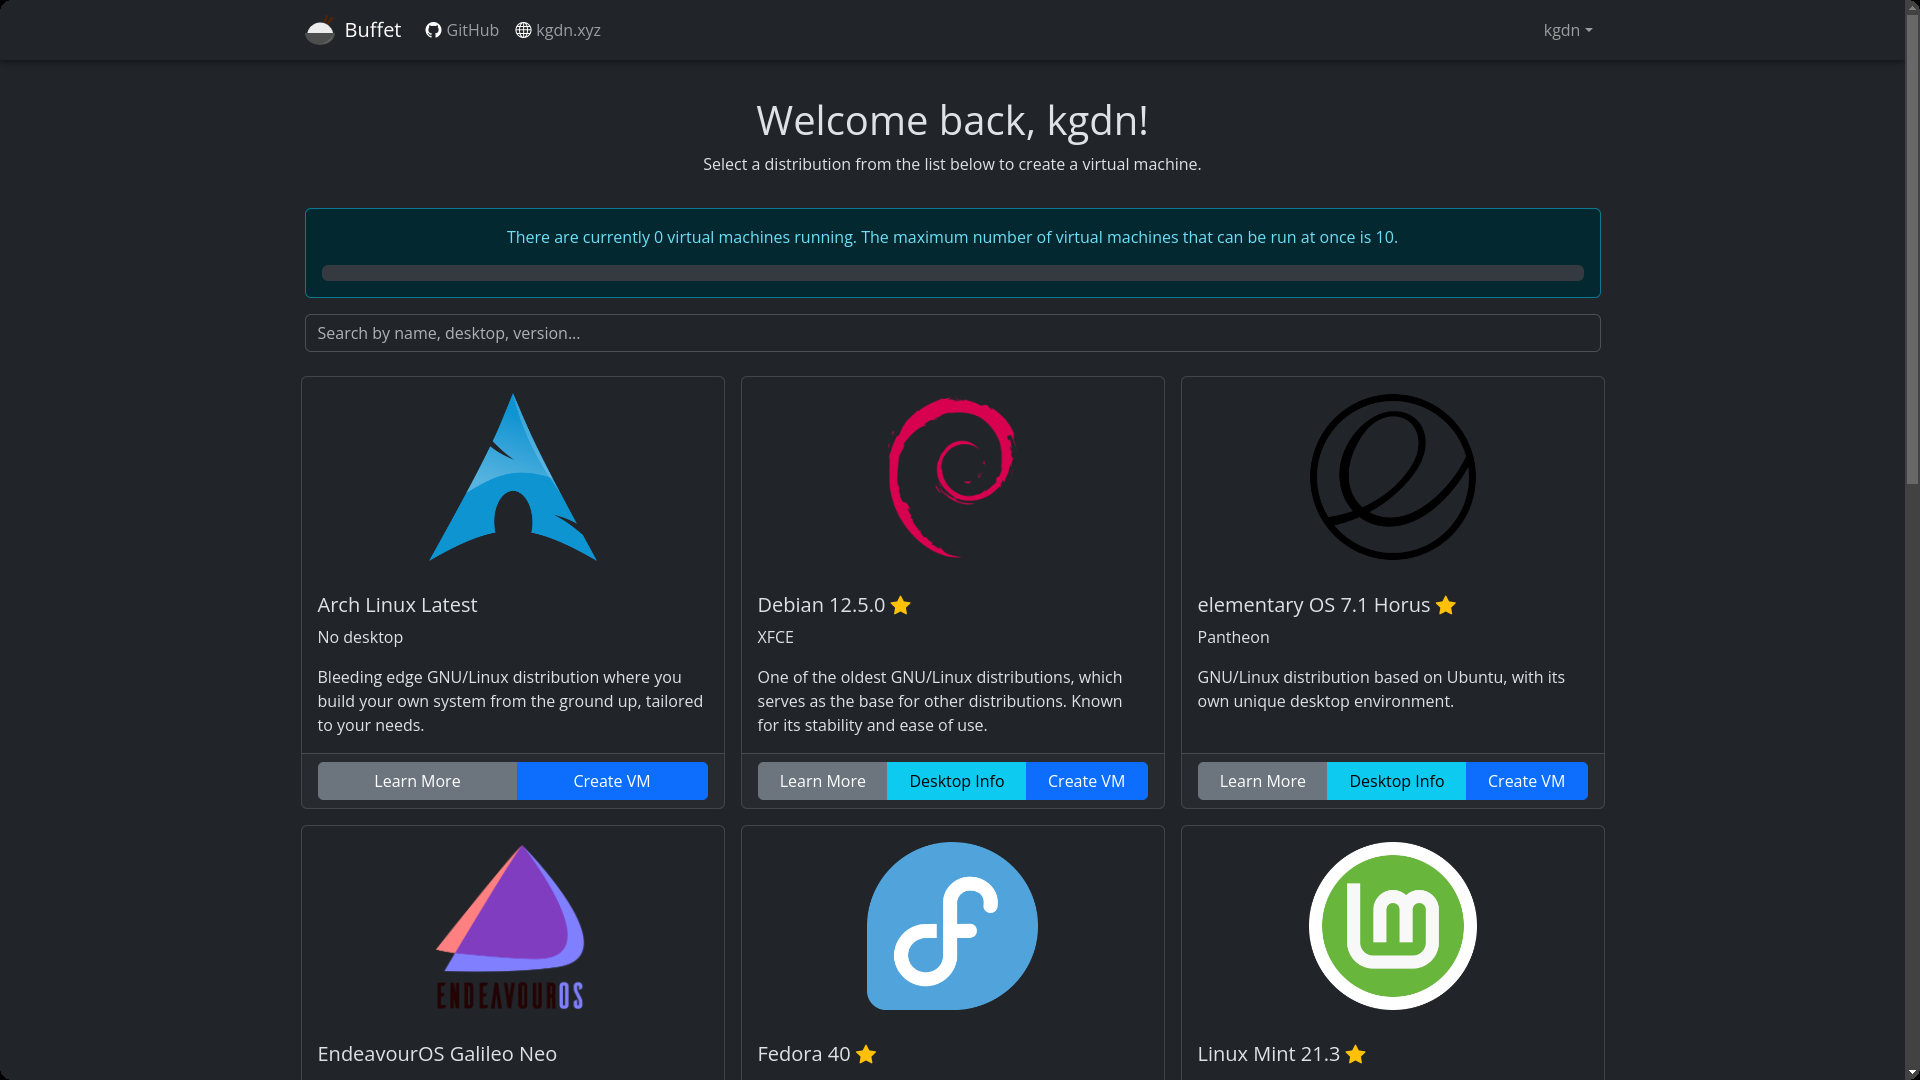 Buffet GitHub kgdn.xyz kgdn
Welcome back, kgdn!
Select a distribution from the list below to create a virtual machine.
There are currently 0 virtual machines running. The maximum number of virtual machines that can be run at once is 10.
Search by name, desktop, version...
Arch Linux Latest
No desktop
Bleeding edge GNU/Linux distribution where you
build your own system from the ground up, tailored
to your needs.
Learn More Create VM
Debian 12.5.0
XFCE
One of the oldest GNU/Linux distributions, which
serves as the base for other distributions. Known
for its stability and ease of use.
Learn More Desktop Info Create VM
elementary OS 7.1 Horus
Pantheon
GNU/Linux distribution based on Ubuntu, with its
own unique desktop environment.
Learn More Desktop Info Create VM
ENDEAVOUROS
EndeavourOS Galileo Neo
Fedora 40
lm
Linux Mint 21.3